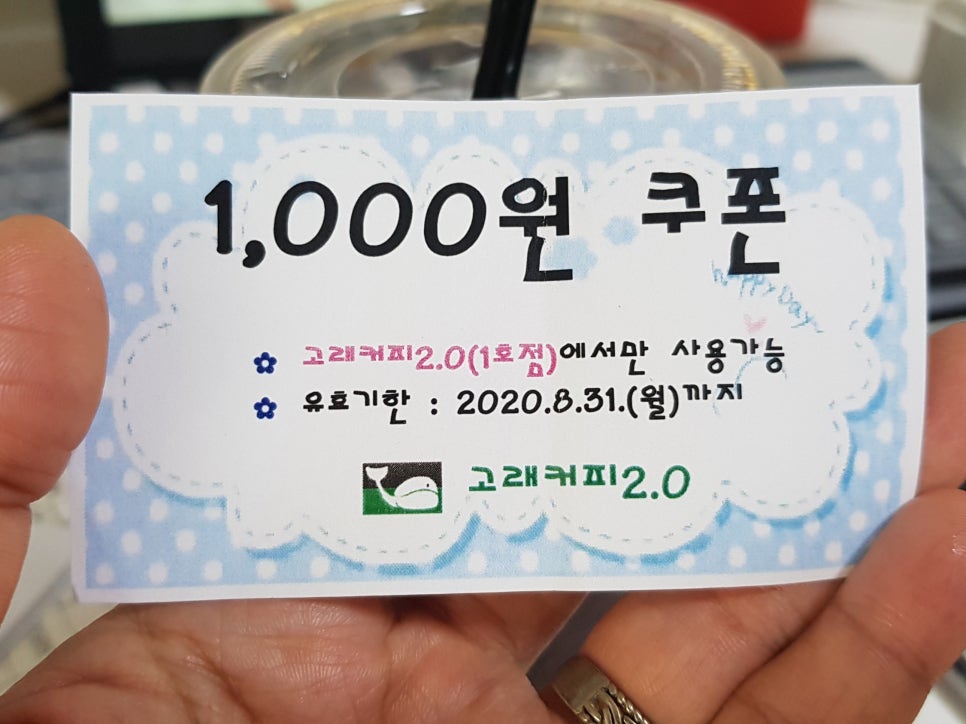 1,000원 쿠폰
happy Day
고래커피2.0(1호점)에서만 사용가능
유효기한 : 2020.8.31.(월)까지
고래커피2.0